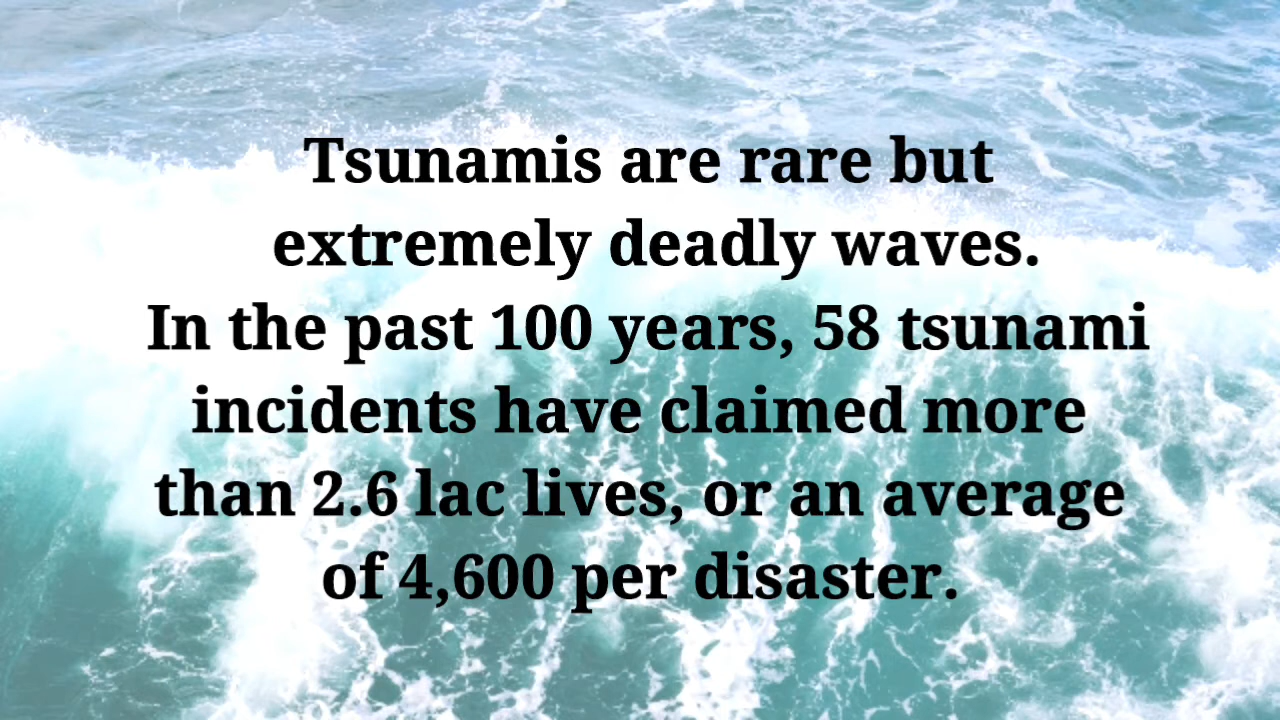 Tsunamis are rare but
extremely deadly waves.
In the past 100 years, 58 tsunami
incidents have claimed more
than 2.6 lac lives, or an average
of 4,600 per disaster.